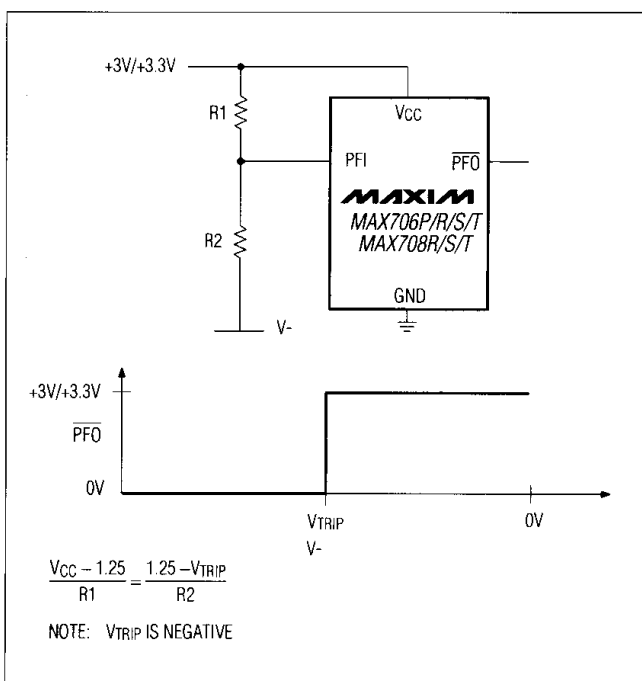 +3V/+3.3V
R1
VCC
PFI
PFO
MAXIM
MAX706P/R/S/T
MAX708R/S/T
R2
GND
V-
+3V/+3.3V
PFO
0V
VTRIP
0V
V-
VCC – 1.25 = 1.25 –VTRIP
R1 R2
NOTE: VTRIP IS NEGATIVE